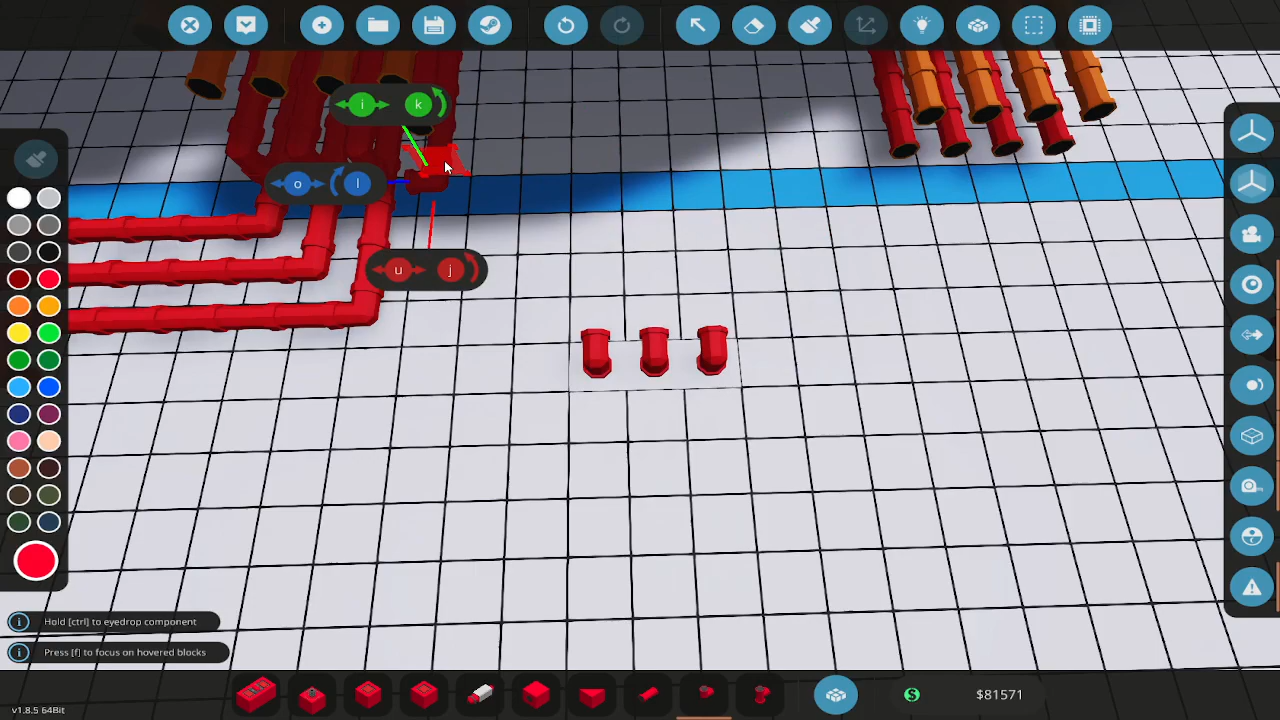 i k
o l
u j
Hold [ctrl] to eyedrop component
Press [f] to focus on hovered blocks
v1.8.5 64Bit
$ $81571